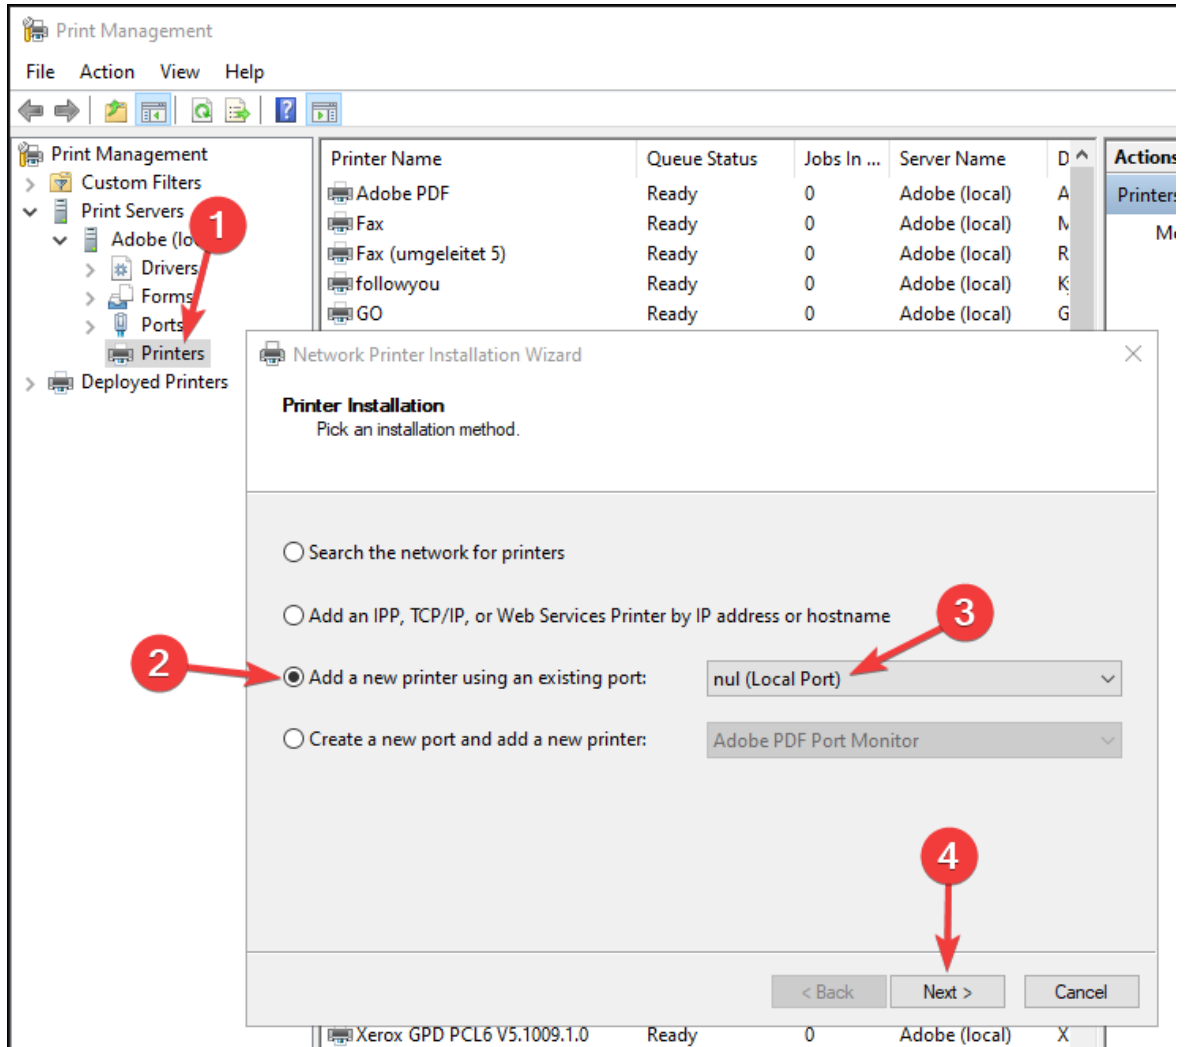 Print Management
File Action View Help
Print Management
Custom Filters
Print Servers
Adobe (lo
Drivers
Forms
Ports
Printers
Deployed Printers
Printer Name Queue Status Jobs In ... Server Name D
Adobe PDF Ready 0 Adobe (local) A
Fax Ready 0 Adobe (local)
Fax (umgeleitet 5) Ready 0 Adobe (local) R
followyou Ready 0 Adobe (local) K
GO Ready 0 Adobe (local) G
Actions
Printers
1
Network Printer Installation Wizard
Printer Installation
Pick an installation method.
Search the network for printers
Add an IPP, TCP/IP, or Web Services Printer by IP address or hostname
3
2
Add a new printer using an existing port: nul (Local Port)
Create a new port and add a new printer: Adobe PDF Port Monitor
4
< Back Next > Cancel
Xerox GPD PCL6 V5.1009.1.0 Ready 0 Adobe (local) X